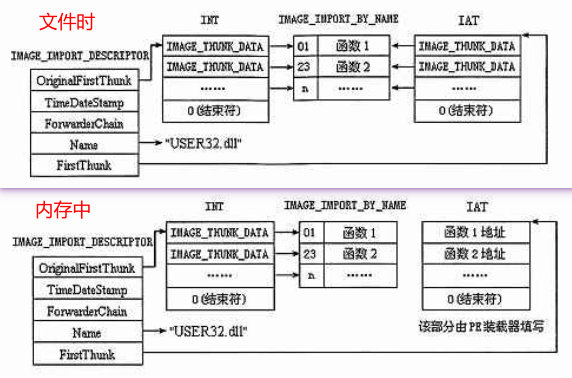 文件时
INT IMAGE_IMPORT_BY_NAME IAT
IMAGE_IMPORT_DESCRIPTOR
IMAGE_THUNK_DATA 01 函数 1 IMAGE_THUNK_DATA
IMAGE_THUNK_DATA 23 函数 2 IMAGE_THUNK_DATA
OriginalFirstThunk
TimeDateStamp
ForwarderChain
Name
FirstThunk
…… n …… ……
0(结束符) 0(结束符)
"USER32.dll"
内存中
INT IMAGE_IMPORT_BY_NAME IAT
IMAGE_IMPORT_DESCRIPTOR
IMAGE_THUNK_DATA 01 函数 1 函数 1 地址
IMAGE_THUNK_DATA 23 函数 2 函数 2 地址
OriginalFirstThunk
TimeDateStamp
ForwarderChain
Name
FirstThunk
…… n …… ……
0(结束符) 0(结束符)
"USER32.dll"
该部分由 PE 装载器填写